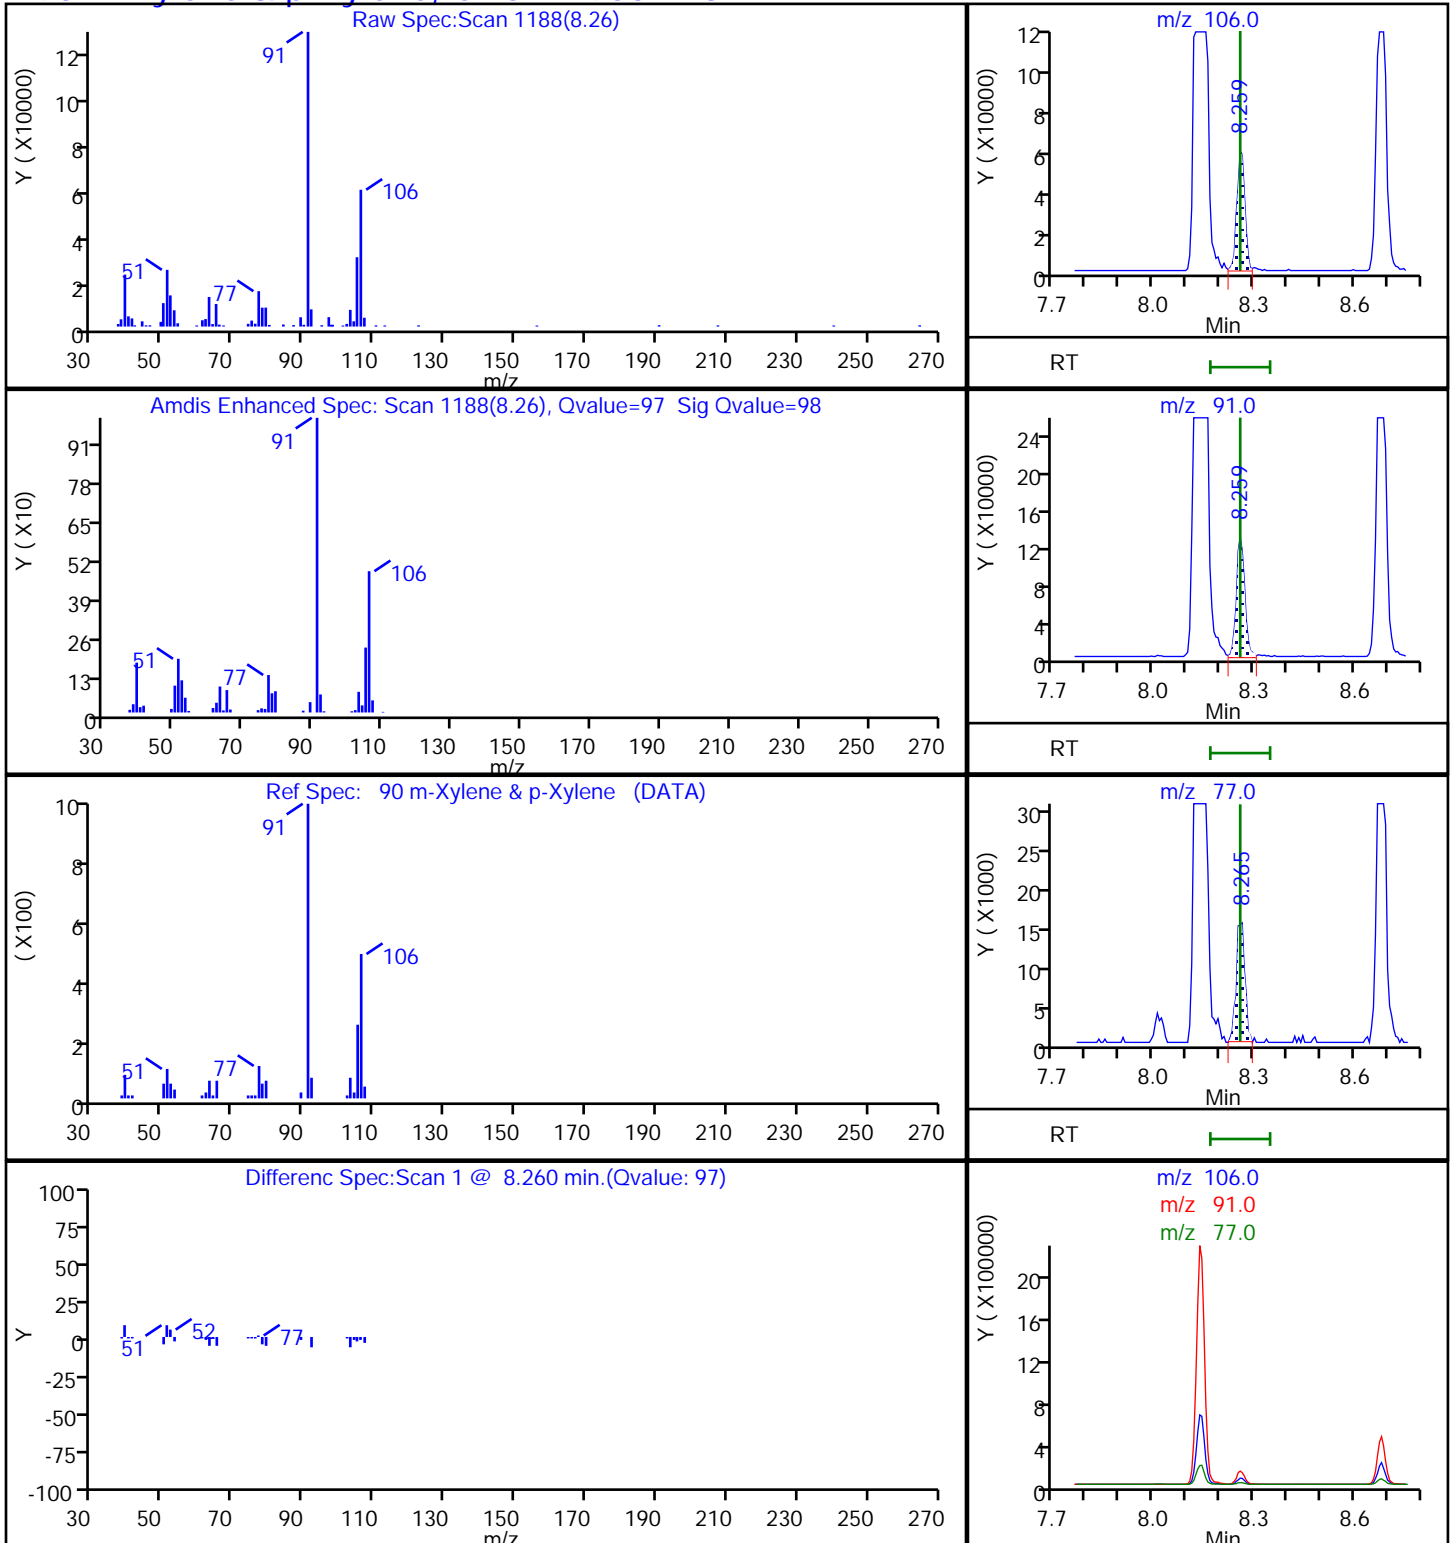 Raw Spec:Scan 1188(8.26)
Y ( X10000)
12
10
8
6
4
2
0
91
106
51
77
30 50 70 90 110 130 150 170 190 210 230 250 270
m/z
m/z 106.0
Y ( X10000)
12
10
8
6
4
2
0
8.259
7.7 8.0 8.3 8.6
Min
RT
Amdis Enhanced Spec: Scan 1188(8.26), Qvalue=97 Sig Qvalue=98
Y ( X10)
91
78
65
52
39
26
13
0
91
106
51
77
30 50 70 90 110 130 150 170 190 210 230 250 270
m/z
m/z 91.0
Y ( X10000)
24
20
16
12
8
4
0
8.259
7.7 8.0 8.3 8.6
Min
RT
Ref Spec: 90 m-Xylene & p-Xylene (DATA)
( X100)
10
8
6
4
2
0
91
106
51
77
30 50 70 90 110 130 150 170 190 210 230 250 270
m/z 77.0
Y ( X1000)
30
25
20
15
10
5
0
8.265
7.7 8.0 8.3 8.6
Min
RT
Differenc Spec:Scan 1 @ 8.260 min.(Qvalue: 97)
Y
100
75
50
25
0
-25
-50
-75
-100
51
52
77
30 50 70 90 110 130 150 170 190 210 230 250 270
m/z
m/z 106.0
m/z 91.0
m/z 77.0
Y ( X100000)
20
16
12
8
4
0
7.7 8.0 8.3 8.6
Min